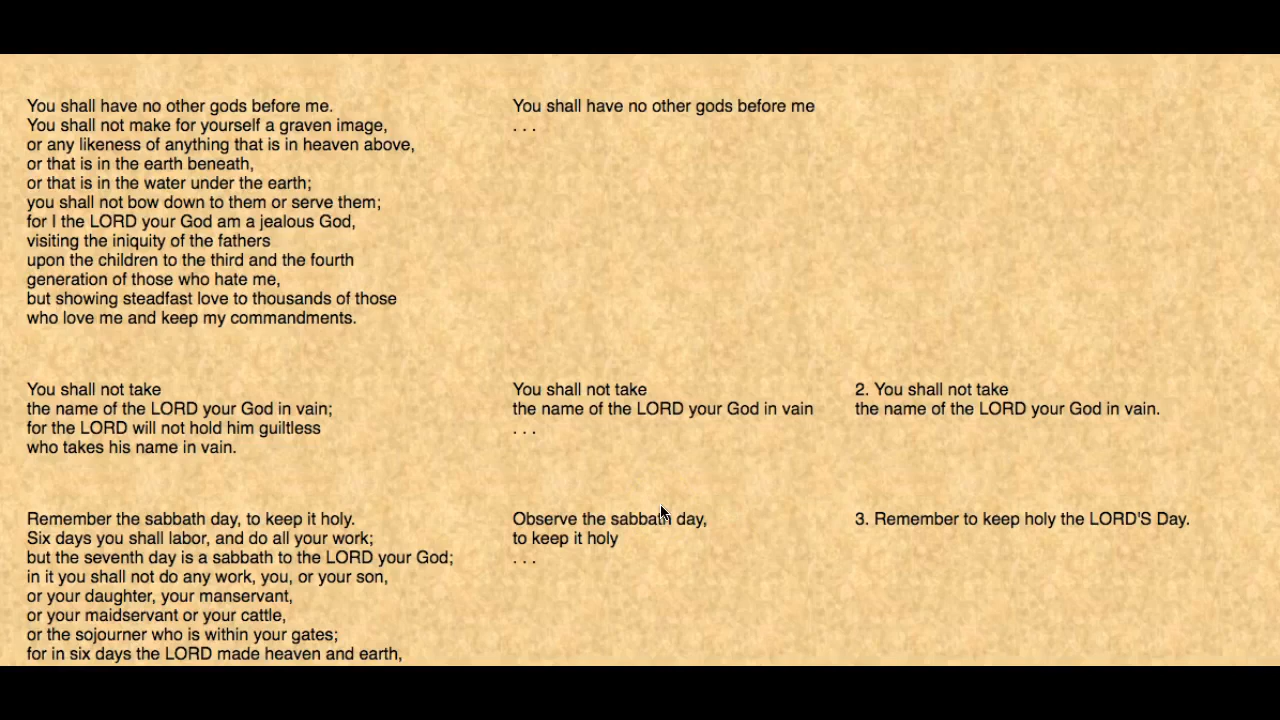 You shall have no other gods before me.
You shall not make for yourself a graven image,
or any likeness of anything that is in heaven above,
or that is in the earth beneath,
or that is in the water under the earth;
you shall not bow down to them or serve them;
for I the LORD your God am a jealous God,
visiting the iniquity of the fathers
upon the children to the third and the fourth
generation of those who hate me,
but showing steadfast love to thousands of those
who love me and keep my commandments.
You shall have no other gods before me
. . .
You shall not take
the name of the LORD your God in vain;
for the LORD will not hold him guiltless
who takes his name in vain.
You shall not take
the name of the LORD your God in vain
. . .
2. You shall not take
the name of the LORD your God in vain.
Remember the sabbath day, to keep it holy.
Six days you shall labor, and do all your work;
but the seventh day is a sabbath to the LORD your God;
in it you shall not do any work, you, or your son,
or your daughter, your manservant,
or your maidservant or your cattle,
or the sojourner who is within your gates;
for in six days the LORD made heaven and earth,
Observe the sabbath day,
to keep it holy
. . .
3. Remember to keep holy the LORD'S Day.